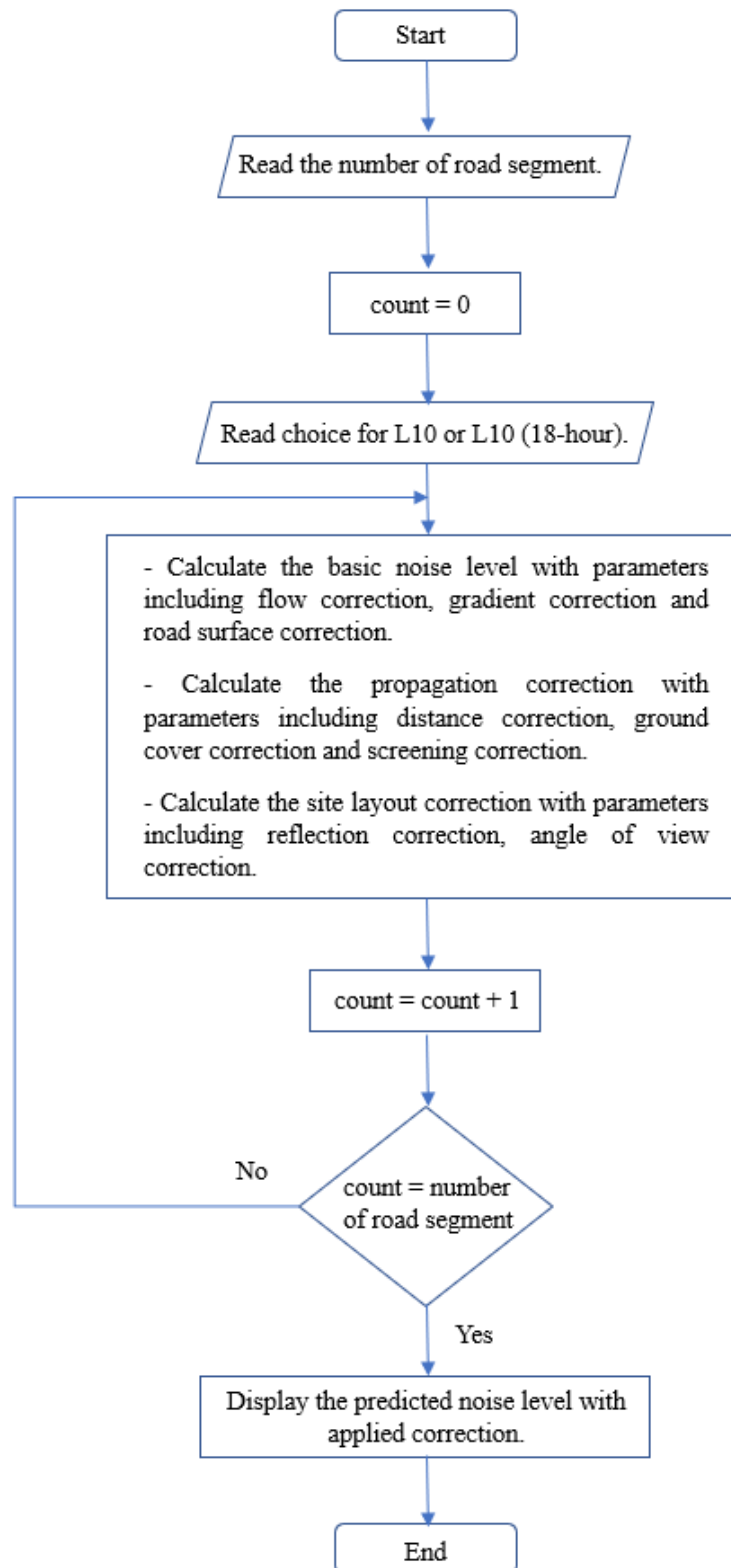 Start
Read the number of road segment.
count = 0
Read choice for L10 or L10 (18-hour).
- Calculate the basic noise level with parameters
including flow correction, gradient correction and
road surface correction.
- Calculate the propagation correction with
parameters including distance correction, ground
cover correction and screening correction.
- Calculate the site layout correction with parameters
including reflection correction, angle of view
correction.
count = count + 1
No
count = number
of road segment
Yes
Display the predicted noise level with
applied correction.
End